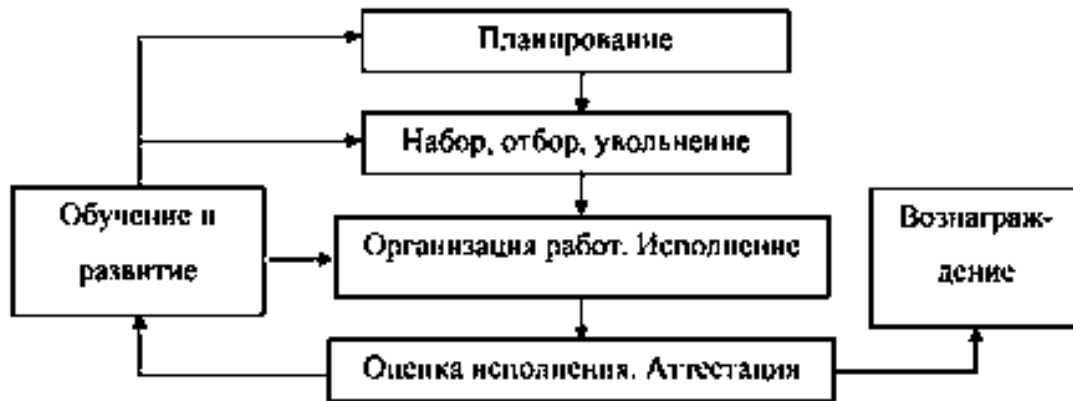 Планирование
Набор, отбор, увольнение
Обучение и
развитие
Организация работ. Исполнение
Вознаграж-
дение
Оценка исполнения. Аттестация